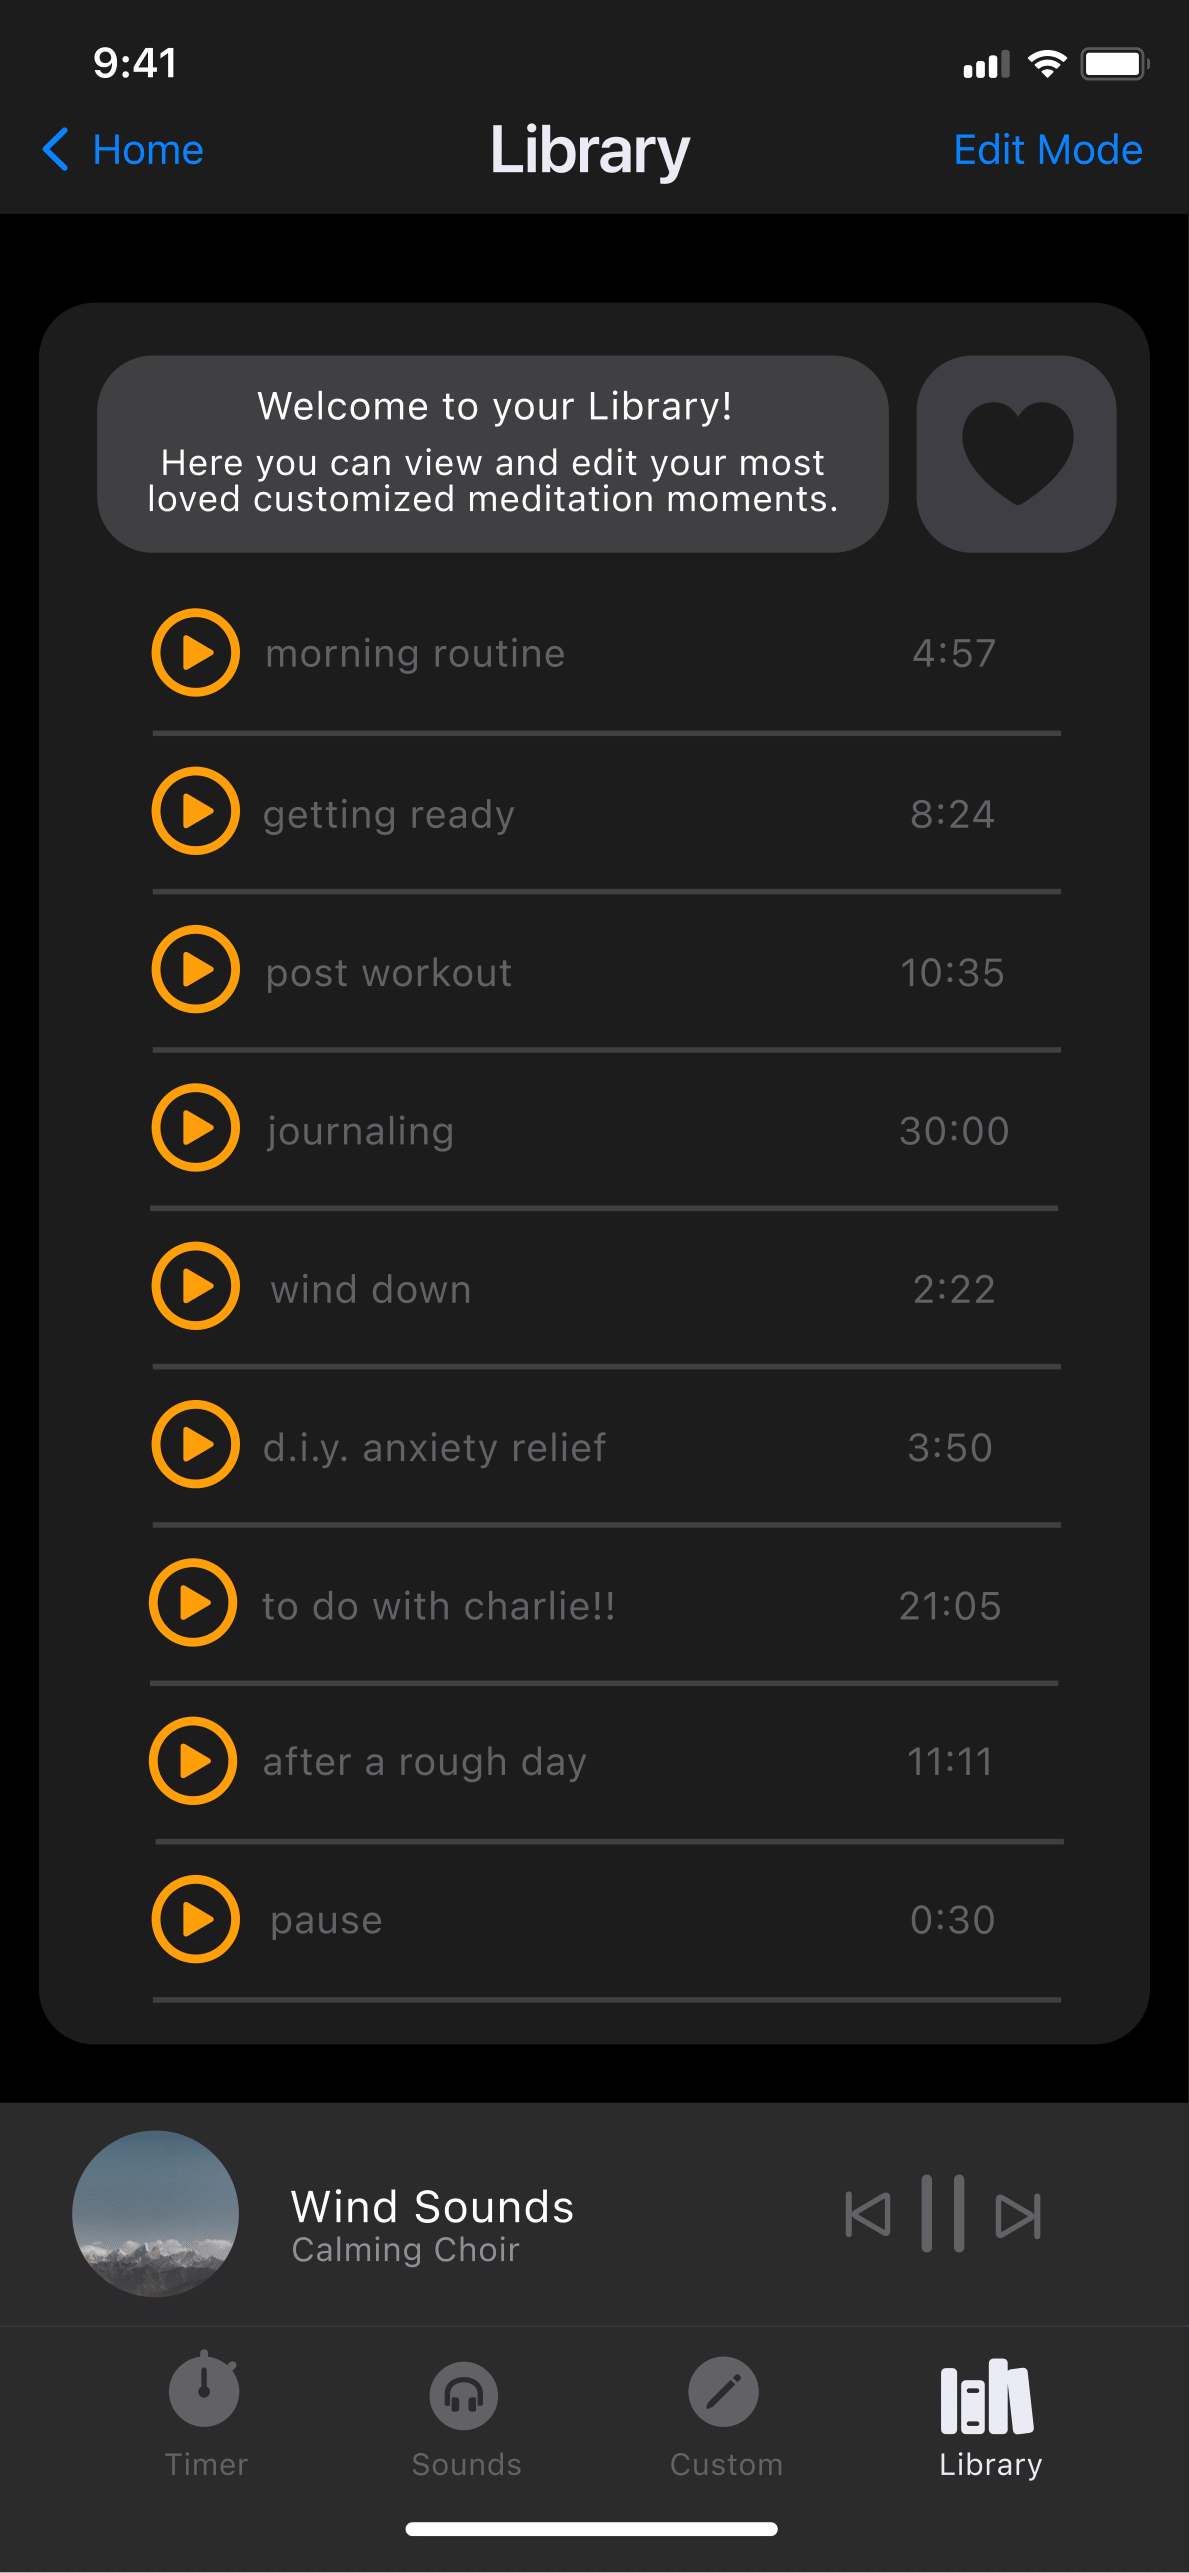 9:41
Home
Library
Edit Mode
Welcome to your Library!
Here you can view and edit your most
loved customized meditation moments.
morning routine 4:57
getting ready 8:24
post workout 10:35
journaling 30:00
wind down 2:22
d.i.y. anxiety relief 3:50
to do with charlie!! 21:05
after a rough day 11:11
pause 0:30
Wind Sounds
Calming Choir
Timer
Sounds
Custom
Library